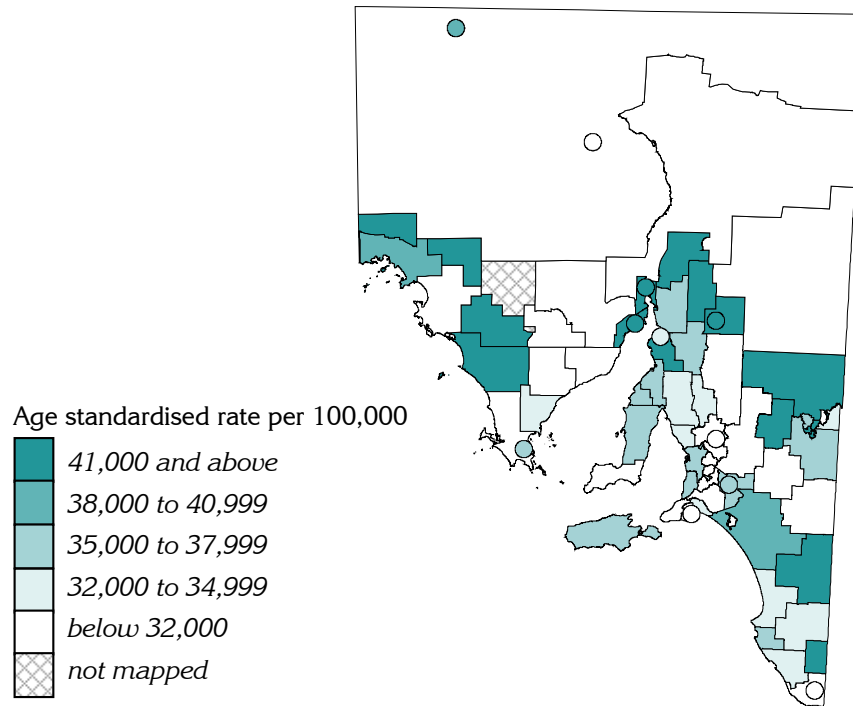 Age standardised rate per 100,000
41,000 and above
38,000 to 40,999
35,000 to 37,999
32,000 to 34,999
below 32,000
not mapped